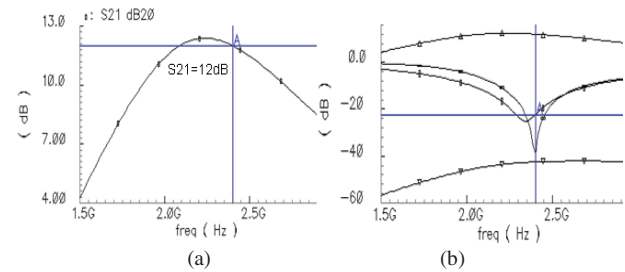 S21 dB20
13.0
10.0
7.00
4.00
( dB )
S21=12dB
A
1.5G
2.0G
2.5G
freq ( Hz )
(a)
0.0
-20
-40
-60
( dB )
A
1.5G
2.0G
2.5G
freq ( Hz )
(b)